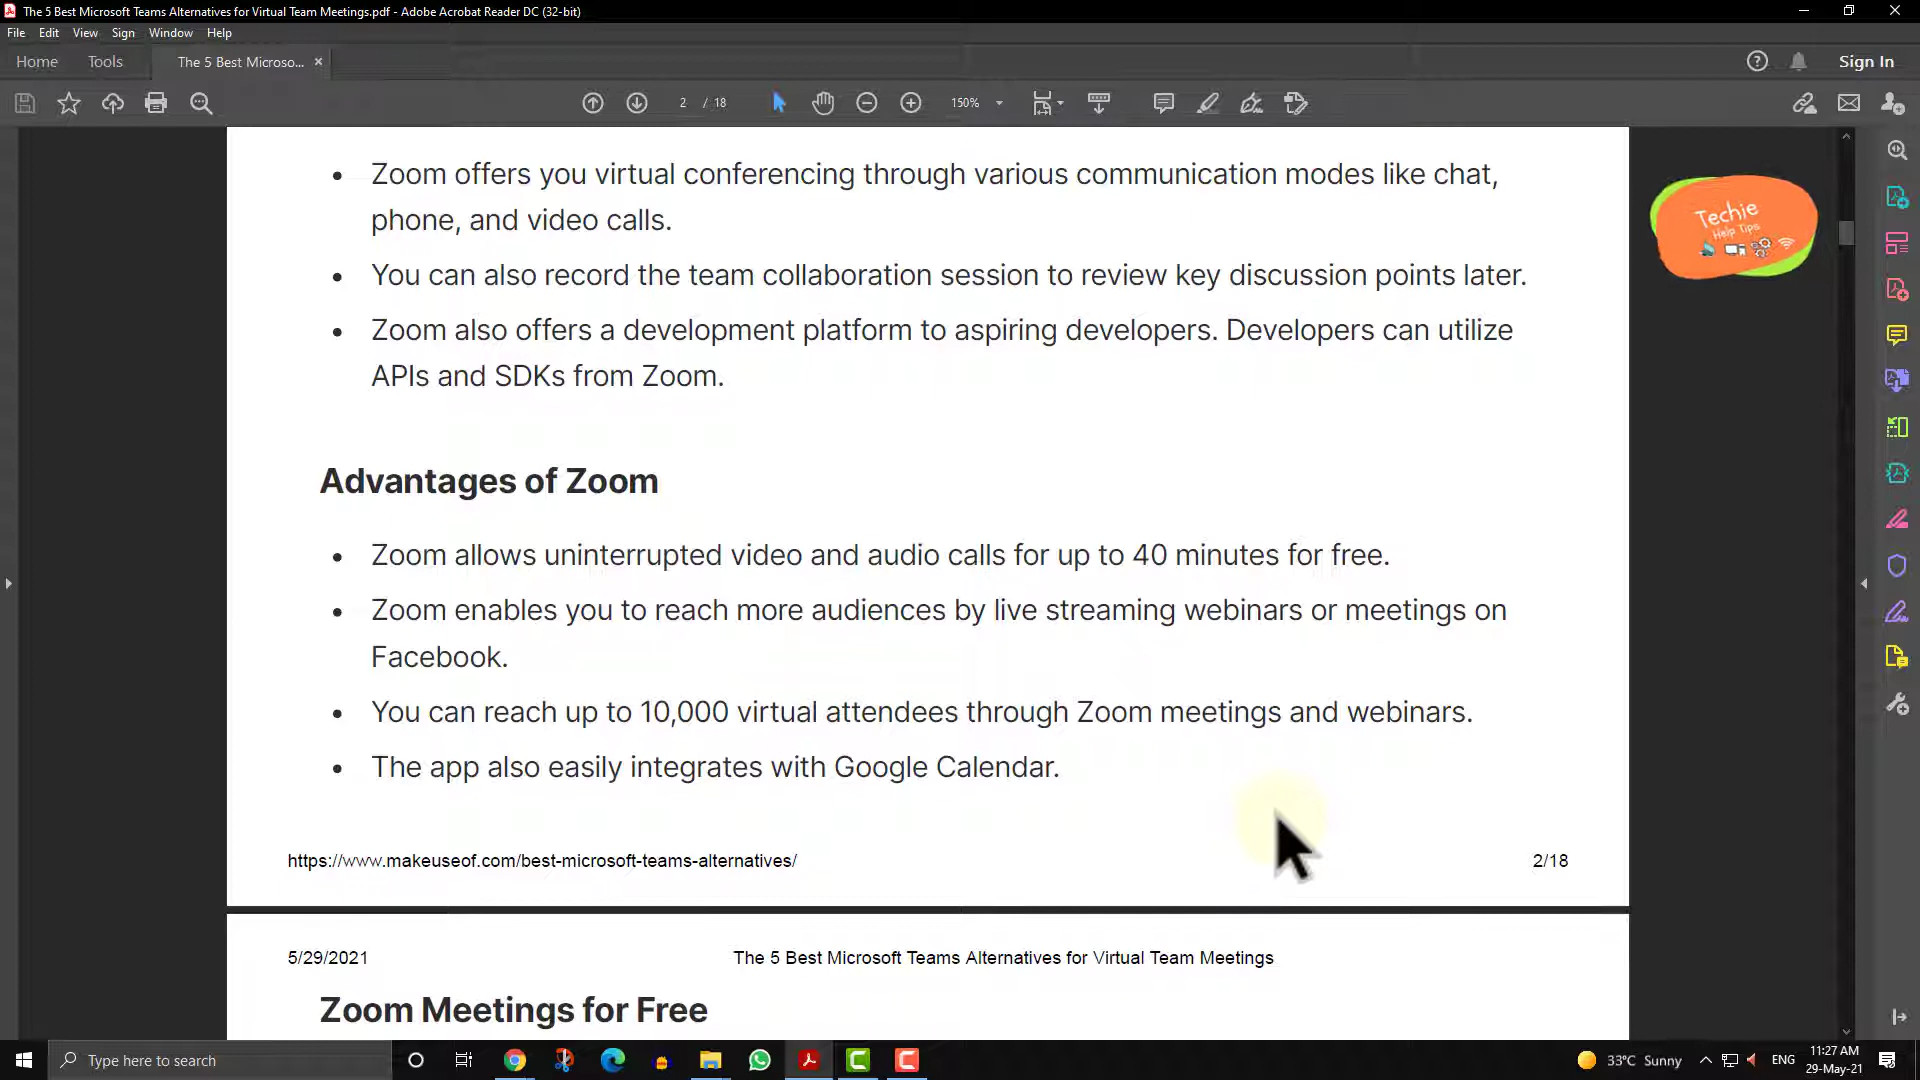 The 5 Best Microsoft Teams Alternatives for Virtual Team Meetings.pdf - Adobe Acrobat Reader DC (32-bit)
File Edit View Sign Window Help
Home Tools The 5 Best Microso... × Sign In
2 / 18 150%
Zoom offers you virtual conferencing through various communication modes like chat,
phone, and video calls.
You can also record the team collaboration session to review key discussion points later.
Zoom also offers a development platform to aspiring developers. Developers can utilize
APIs and SDKs from Zoom.
Techie
Help Tips
Advantages of Zoom
Zoom allows uninterrupted video and audio calls for up to 40 minutes for free.
Zoom enables you to reach more audiences by live streaming webinars or meetings on
Facebook.
You can reach up to 10,000 virtual attendees through Zoom meetings and webinars.
The app also easily integrates with Google Calendar.
https://www.makeuseof.com/best-microsoft-teams-alternatives/ 2/18
5/29/2021 The 5 Best Microsoft Teams Alternatives for Virtual Team Meetings
Zoom Meetings for Free
Type here to search 33°C Sunny ENG 11:27 AM
29-May-21